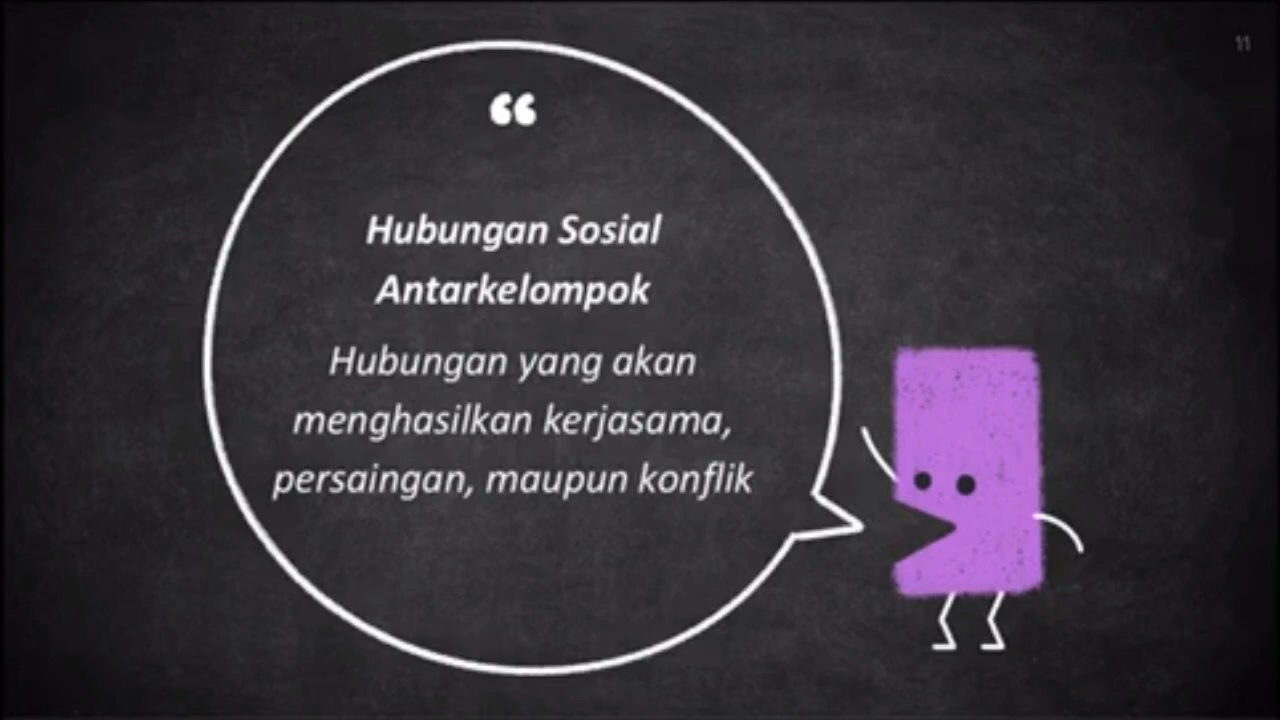 11
“
Hubungan Sosial
Antarkelompok
Hubungan yang akan
menghasilkan kerjasama,
persaingan, maupun konflik